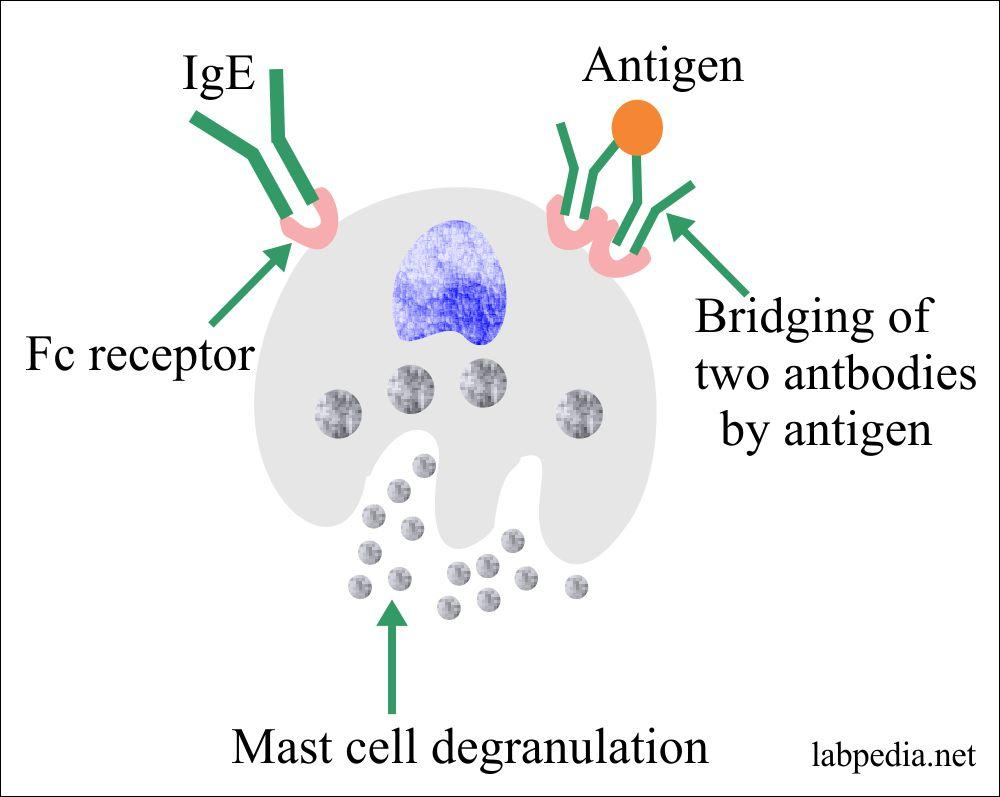 IgE
Antigen
Fc receptor
Bridging of
two antbodies
by antigen
Mast cell degranulation
labpedia.net